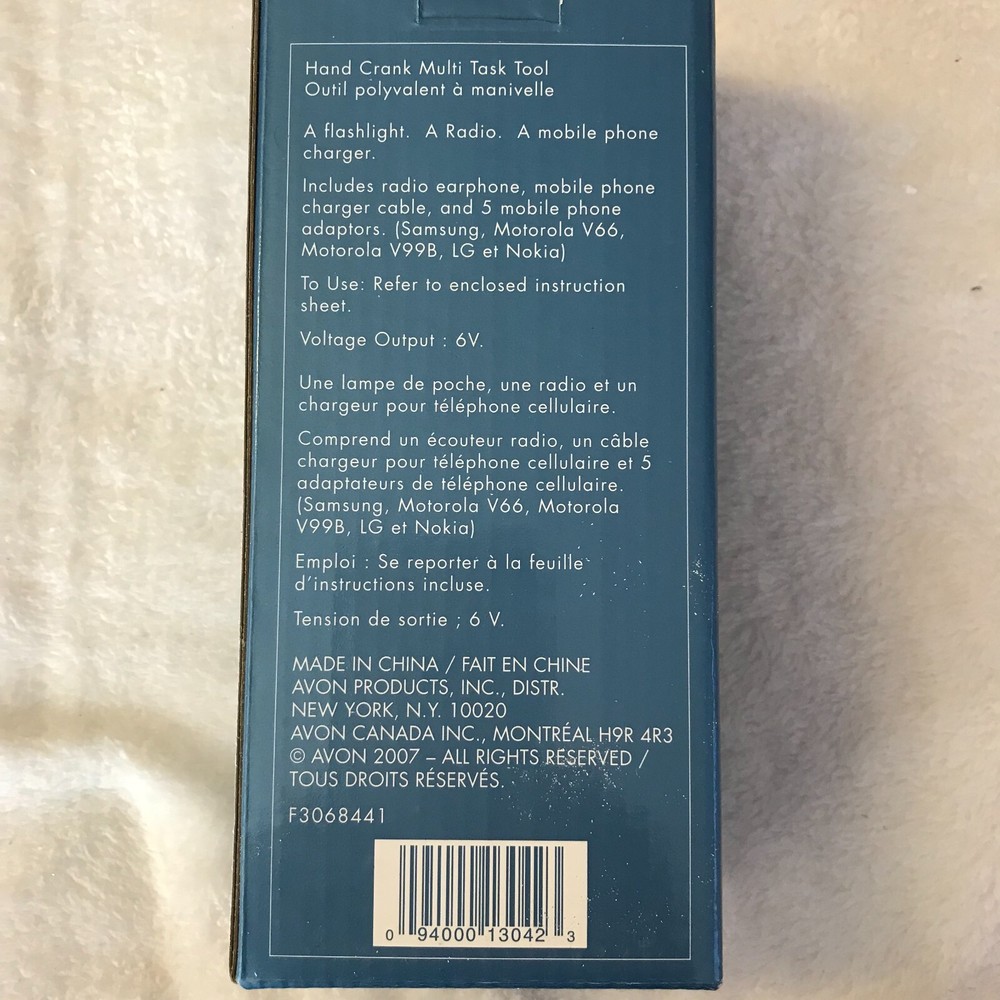 Hand Crank Multi Task Tool
Outil polyvalent à manivelle
A flashlight. A Radio. A mobile phone
charger.
Includes radio earphone, mobile phone
charger cable, and 5 mobile phone
adaptors. (Samsung, Motorola V66,
Motorola V99B, LG et Nokia)
To Use: Refer to enclosed instruction
sheet.
Voltage Output : 6V.
Une lampe de poche, une radio et un
chargeur pour téléphone cellulaire.
Comprend un écouteur radio, un câble
chargeur pour téléphone cellulaire et 5
adaptateurs de téléphone cellulaire.
(Samsung, Motorola V66, Motorola
V99B, LG et Nokia)
Emploi : Se reporter à la feuille
d'instructions incluse.
Tension de sortie ; 6 V.
MADE IN CHINA / FAIT EN CHINE
AVON PRODUCTS, INC., DISTR.
NEW YORK, N.Y. 10020
AVON CANADA INC., MONTRÉAL H9R 4R3
© AVON 2007 – ALL RIGHTS RESERVED /
TOUS DROITS RÉSERVÉS.
F3068441
0 94000 13042 3